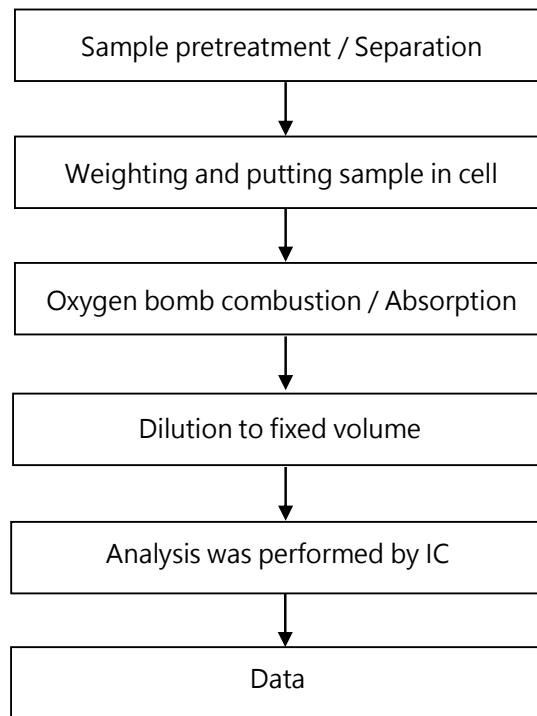 Sample pretreatment / Separation
Weighting and putting sample in cell
Oxygen bomb combustion / Absorption
Dilution to fixed volume
Analysis was performed by IC
Data